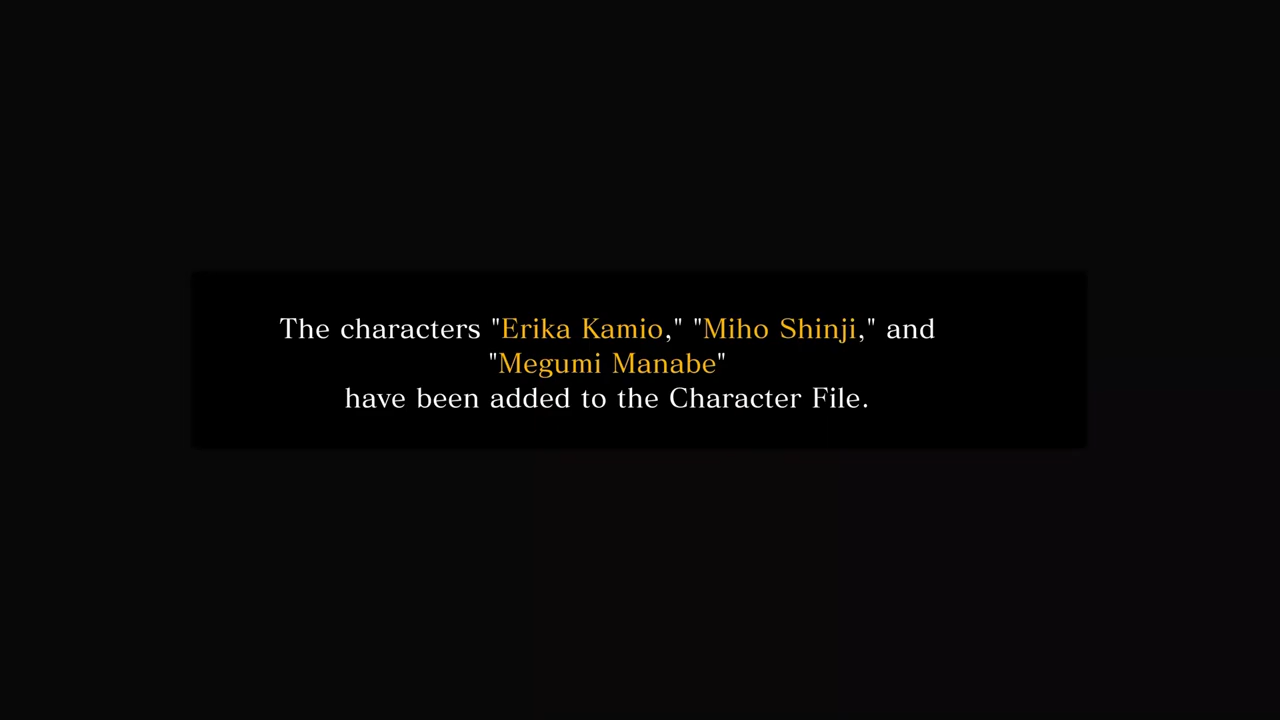 The characters "Erika Kamio," "Miho Shinji," and
"Megumi Manabe"
have been added to the Character File.